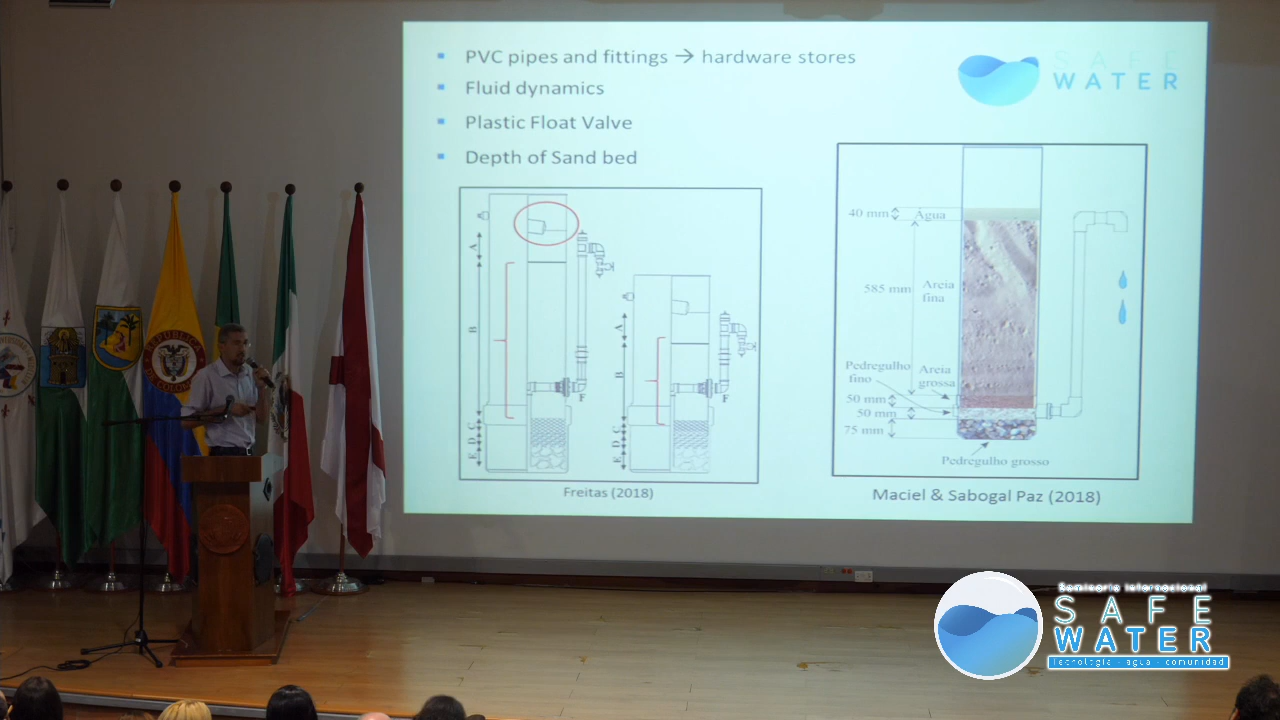 PVC pipes and fittings → hardware stores
Fluid dynamics
Plastic Float Valve
Depth of Sand bed
SAFE
WATER
A
B
C
D
E
F
A
B
C
D
E
F
Freitas (2018)
40 mm
Água
585 mm
Areia
fina
Pedregulho
fino
Areia
grossa
50 mm
50 mm
75 mm
Pedregulho grosso
Maciel & Sabogal Paz (2018)
Seminario internacional
SAFE
WATER
Tecnología - agua - comunidad